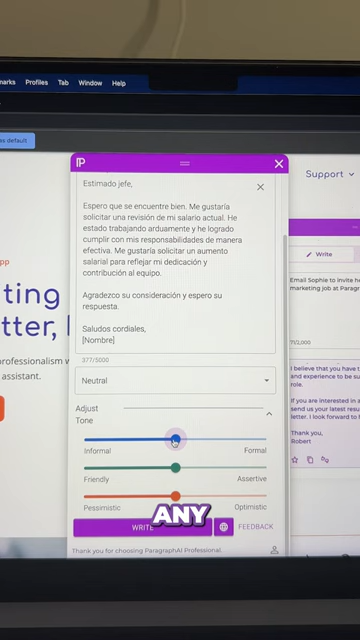 marks Profiles Tab Window Help
as default
Support
Estimado jefe,
Espero que se encuentre bien. Me gustaría
solicitar una revisión de mi salario actual. He
estado trabajando arduamente y he logrado
cumplir con mis responsabilidades de manera
efectiva. Me gustaría solicitar un aumento
salarial para reflejar mi dedicación y
contribución al equipo.
Agradezco su consideración y espero su
respuesta.
Saludos cordiales,
[Nombre]
377/5000
Neutral
Adjust
Tone
Informal Formal
Friendly Assertive
Pessimistic Optimistic
WRITE FEEDBACK
ANY
Thank you for choosing ParagraphAI Professional.
pp
ting
tter,
professionalism w
assistant.
Write
Email Sophie to invite he
marketing job at Paragr
71/2,000
I believe that you have t
and experience to be su
role.
If you are interested in a
send us your latest resu
letter. I look forward to h
Thank you,
Robert